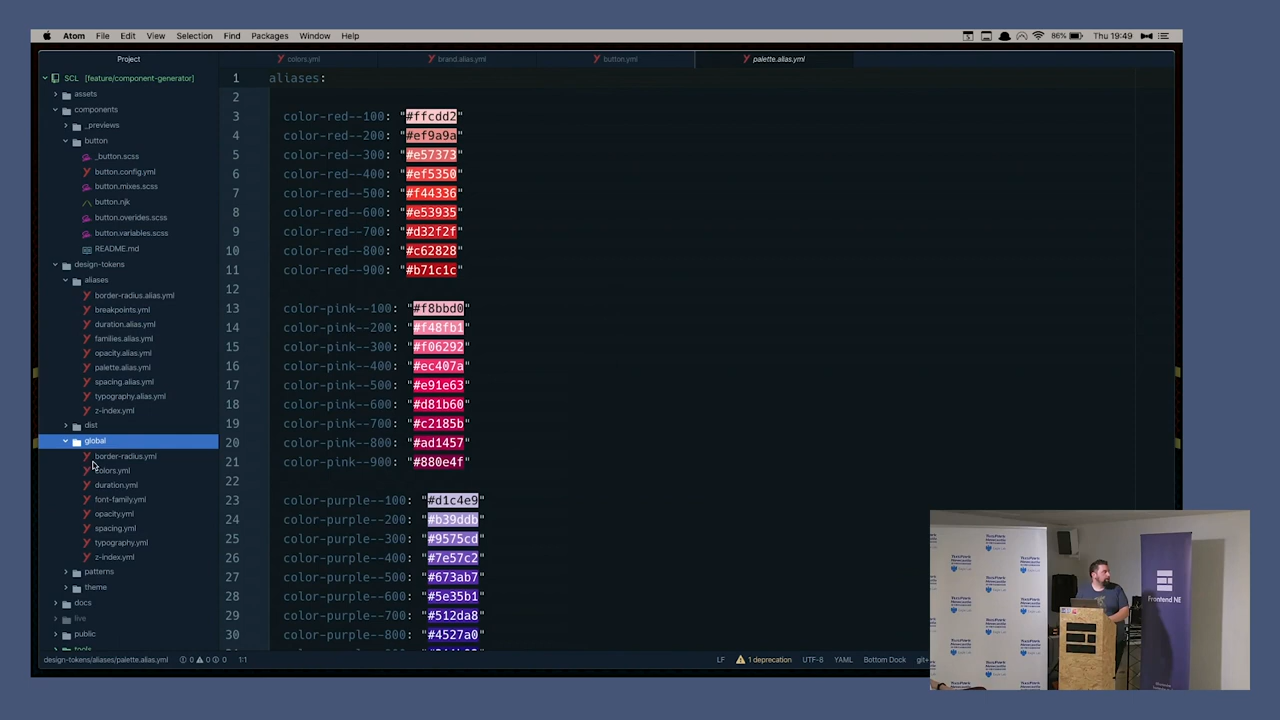 Atom File Edit View Selection Find Packages Window Help 86% Thu 19:49
Project colors.yml brand.alias.yml button.yml palette.alias.yml
SCL [feature/component-generator]
assets
components
_previews
button
_button.scss
button.config.yml
button.mixes.scss
button.njk
button.overides.scss
button.variables.scss
README.md
design-tokens
aliases
border-radius.alias.yml
breakpoints.yml
duration.alias.yml
families.alias.yml
opacity.alias.yml
palette.alias.yml
spacing.alias.yml
typography.alias.yml
z-index.yml
dist
global
border-radius.yml
colors.yml
duration.yml
font-family.yml
opacity.yml
spacing.yml
typography.yml
z-index.yml
patterns
theme
docs
live
public
tools
1 aliases:
2
3 color-red--100: "#ffcdd2"
4 color-red--200: "#ef9a9a"
5 color-red--300: "#e57373"
6 color-red--400: "#ef5350"
7 color-red--500: "#f44336"
8 color-red--600: "#e53935"
9 color-red--700: "#d32f2f"
10 color-red--800: "#c62828"
11 color-red--900: "#b71c1c"
12
13 color-pink--100: "#f8bbd0"
14 color-pink--200: "#f48fb1"
15 color-pink--300: "#f06292"
16 color-pink--400: "#ec407a"
17 color-pink--500: "#e91e63"
18 color-pink--600: "#d81b60"
19 color-pink--700: "#c2185b"
20 color-pink--800: "#ad1457"
21 color-pink--900: "#880e4f"
22
23 color-purple--100: "#d1c4e9"
24 color-purple--200: "#b39ddb"
25 color-purple--300: "#9575cd"
26 color-purple--400: "#7e57c2"
27 color-purple--500: "#673ab7"
28 color-purple--600: "#5e35b1"
29 color-purple--700: "#512da8"
30 color-purple--800: "#4527a0"
design-tokens/aliases/palette.alias.yml 0 0 0 1:1 LF 1 deprecation UTF-8 YAML Bottom Dock git+
Frontend NE